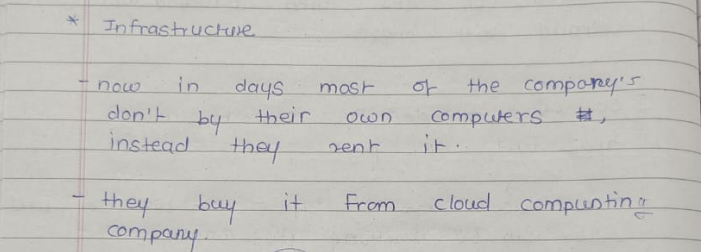 * Infrastructure
- now in days most of the company's
don't by their own computers ,
instead they rent it.
- they buy it from cloud compunting
company.